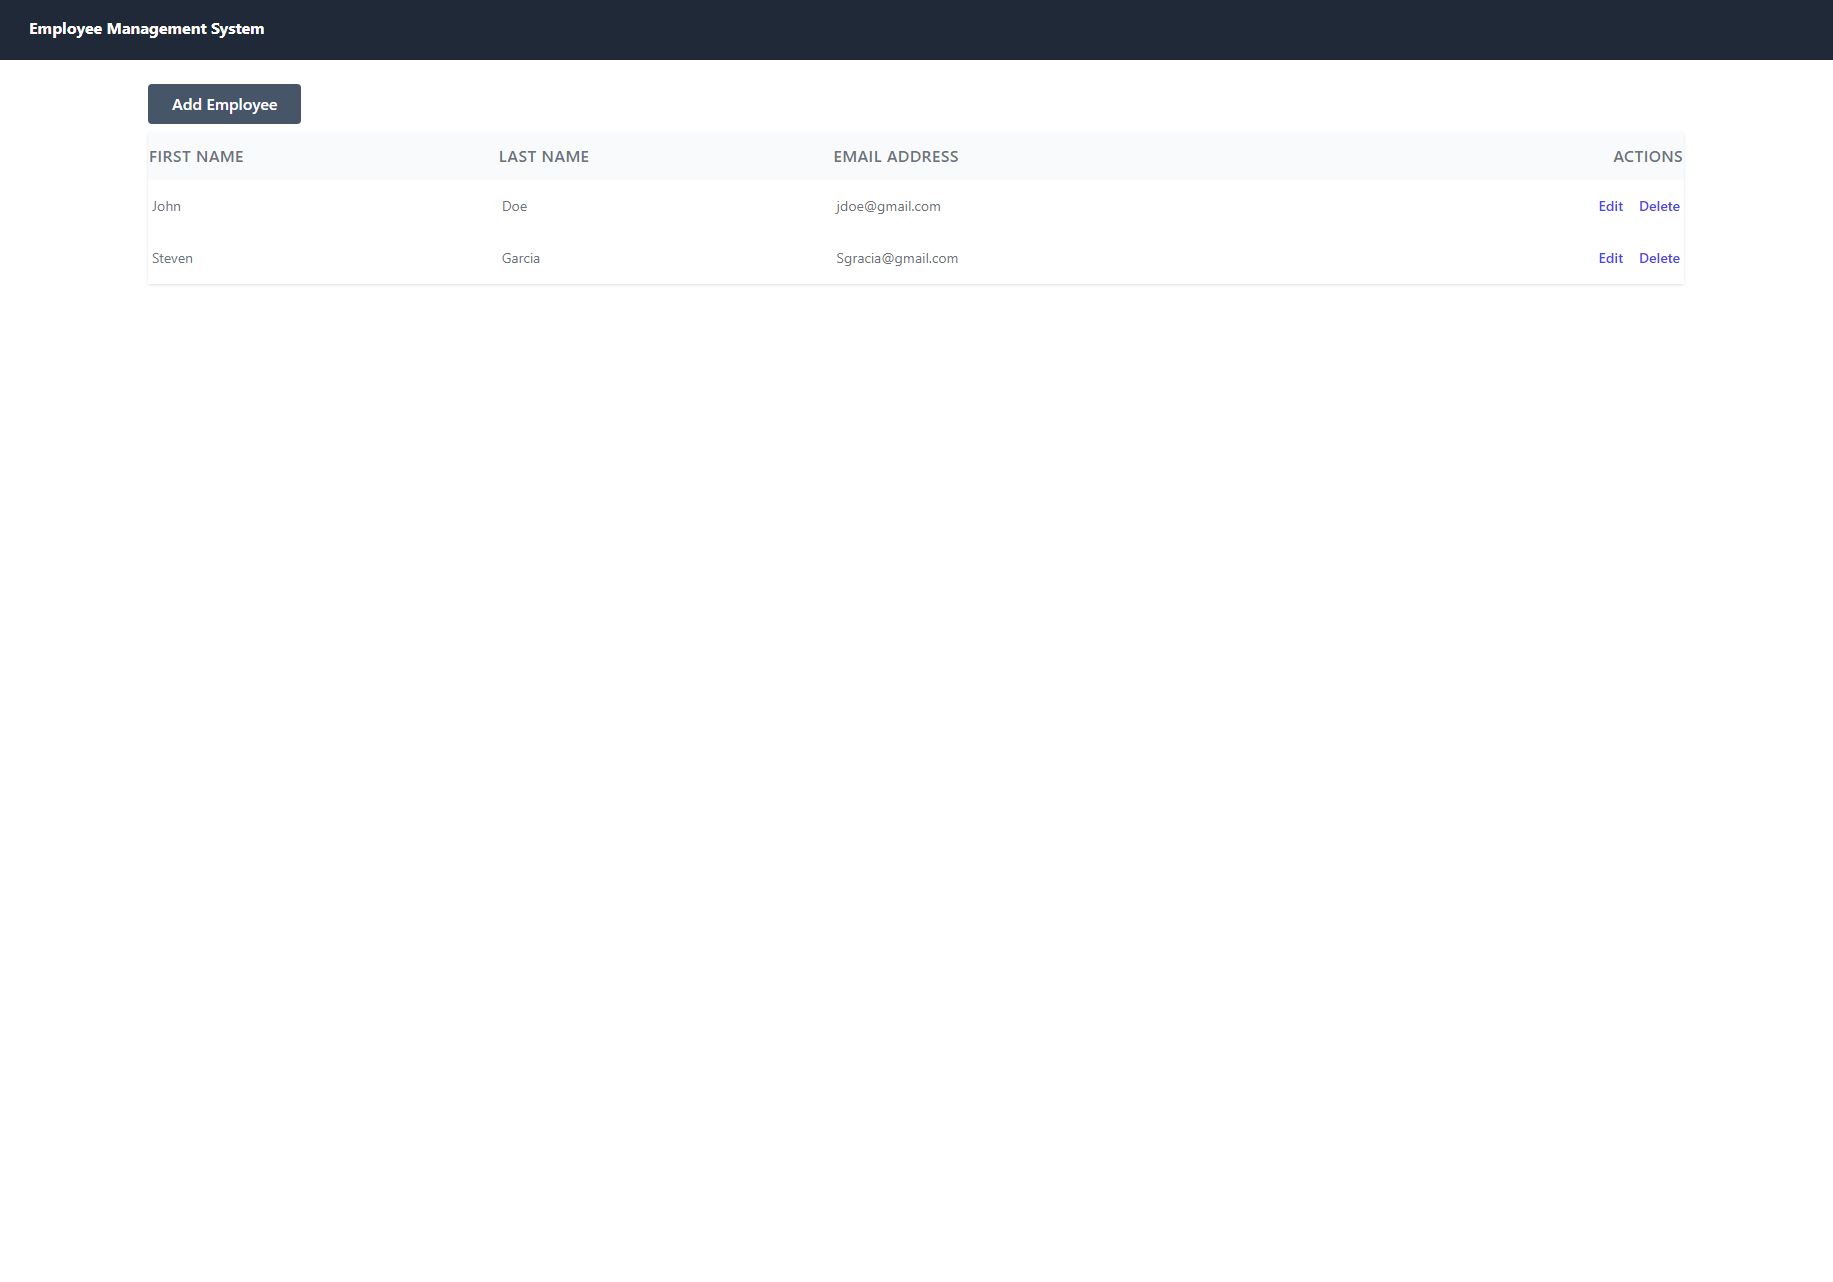 Employee Management System
Add Employee
FIRST NAME LAST NAME EMAIL ADDRESS ACTIONS
John Doe jdoe@gmail.com Edit Delete
Steven Garcia Sgracia@gmail.com Edit Delete